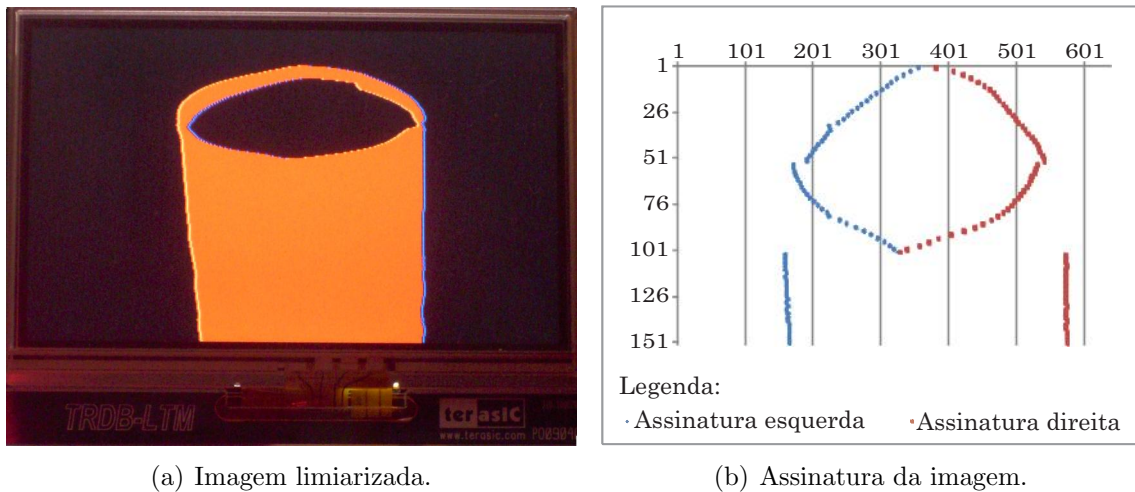 TRDB-LTM
terasIC
www.terasic.com
1 101 201 301 401 501 601
1
26
51
76
101
126
151
Legenda:
Assinatura esquerda Assinatura direita
(a) Imagem limiarizada. (b) Assinatura da imagem.